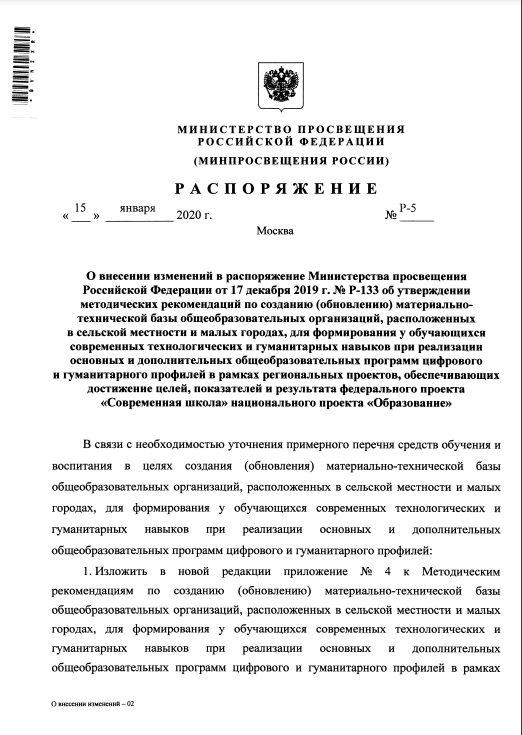 МИНИСТЕРСТВО ПРОСВЕЩЕНИЯ
РОССИЙСКОЙ ФЕДЕРАЦИИ
(МИНПРОСВЕЩЕНИЯ РОССИИ)
РАСПОРЯЖЕНИЕ
« 15 » января 2020 г. № Р-5
Москва
О внесении изменений в распоряжение Министерства просвещения
Российской Федерации от 17 декабря 2019 г. № Р-133 об утверждении
методических рекомендаций по созданию (обновлению) материально-
технической базы общеобразовательных организаций, расположенных
в сельской местности и малых городах, для формирования у обучающихся
современных технологических и гуманитарных навыков при реализации
основных и дополнительных общеобразовательных программ цифрового
и гуманитарного профилей в рамках региональных проектов, обеспечивающих
достижение целей, показателей и результата федерального проекта
«Современная школа» национального проекта «Образование»
В связи с необходимостью уточнения примерного перечня средств обучения и
воспитания в целях создания (обновления) материально-технической базы
общеобразовательных организаций, расположенных в сельской местности и малых
городах, для формирования у обучающихся современных технологических и
гуманитарных навыков при реализации основных и дополнительных
общеобразовательных программ цифрового и гуманитарного профилей:
1. Изложить в новой редакции приложение № 4 к Методическим
рекомендациям по созданию (обновлению) материально-технической базы
общеобразовательных организаций, расположенных в сельской местности и малых
городах, для формирования у обучающихся современных технологических и
гуманитарных навыков при реализации основных и дополнительных
общеобразовательных программ цифрового и гуманитарного профилей в рамках
О внесении изменений – 02